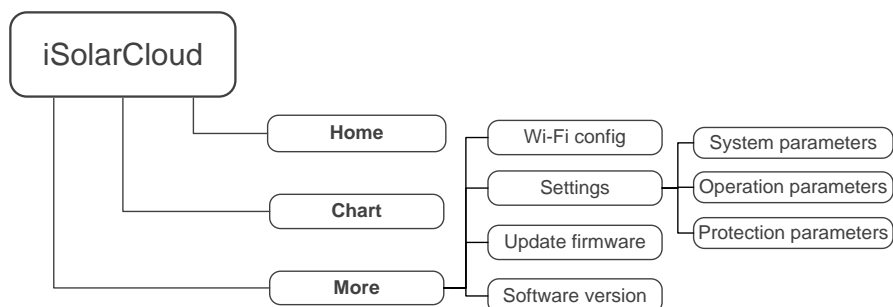 iSolarCloud
Home
Chart
More
Wi-Fi config
Settings
Update firmware
Software version
System parameters
Operation parameters
Protection parameters